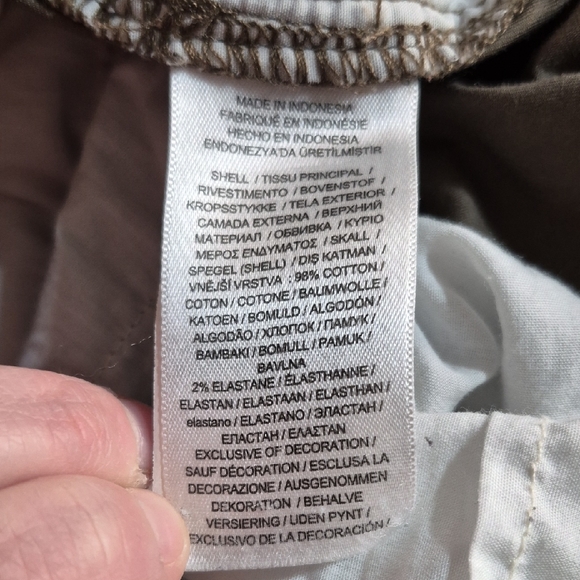 MADE IN INDONESIA
FABRIQUÉ EN INDONÉSIE
HECHO EN INDONESIA
ENDONEZYA'DA ÜRETİLMİSTİR
SHELL / TISSU PRINCIPAL /
RIVESTIMENTO / BOVENSTOF /
KROPSSTYKKE / TELA EXTERIOR /
CAMADA EXTERNA / ВЕРХНИЙ
МАТЕРИАЛ / ОБВИВКА / ΚΥΡΙΟ
ΜΕΡΟΣ ΕΝΔΥΜΑΤΟΣ / SKALL /
SPEGEL (SHELL) / DIŞ KATMAN /
VNĚJŠÍ VRSTVA : 98% COTTON /
COTON / COTONE / BAUMWOLLE /
KATOEN / BOMULD / ALGODÓN /
ALGODÃO / ХЛОПОК / ПАМУК /
BAMBAKI / BOMULL / PAMUK /
BAVLNA
2% ELASTANE / ÉLASTHANNE /
ELASTAN / ELASTAAN / ELASTHAN /
elastano / ELASTANO / ЭЛАСТАН /
ЕЛАСТАН / ΕΛΑΣΤΑΝ
EXCLUSIVE OF DECORATION /
SAUF DÉCORATION / ESCLUSA LA
DECORAZIONE / AUSGENOMMEN
DEKORATION / BEHALVE
VERSIERING / UDEN PYNT /
EXCLUSIVO DE LA DECORACIÓN /